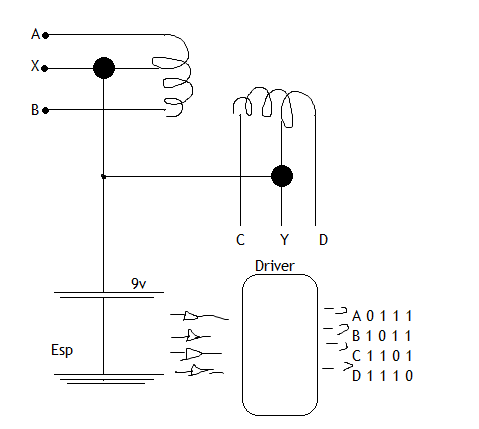 A
X
B
C Y D
9v
Driver
Esp
A 0 1 1 1
B 1 0 1 1
C 1 1 0 1
D 1 1 1 0